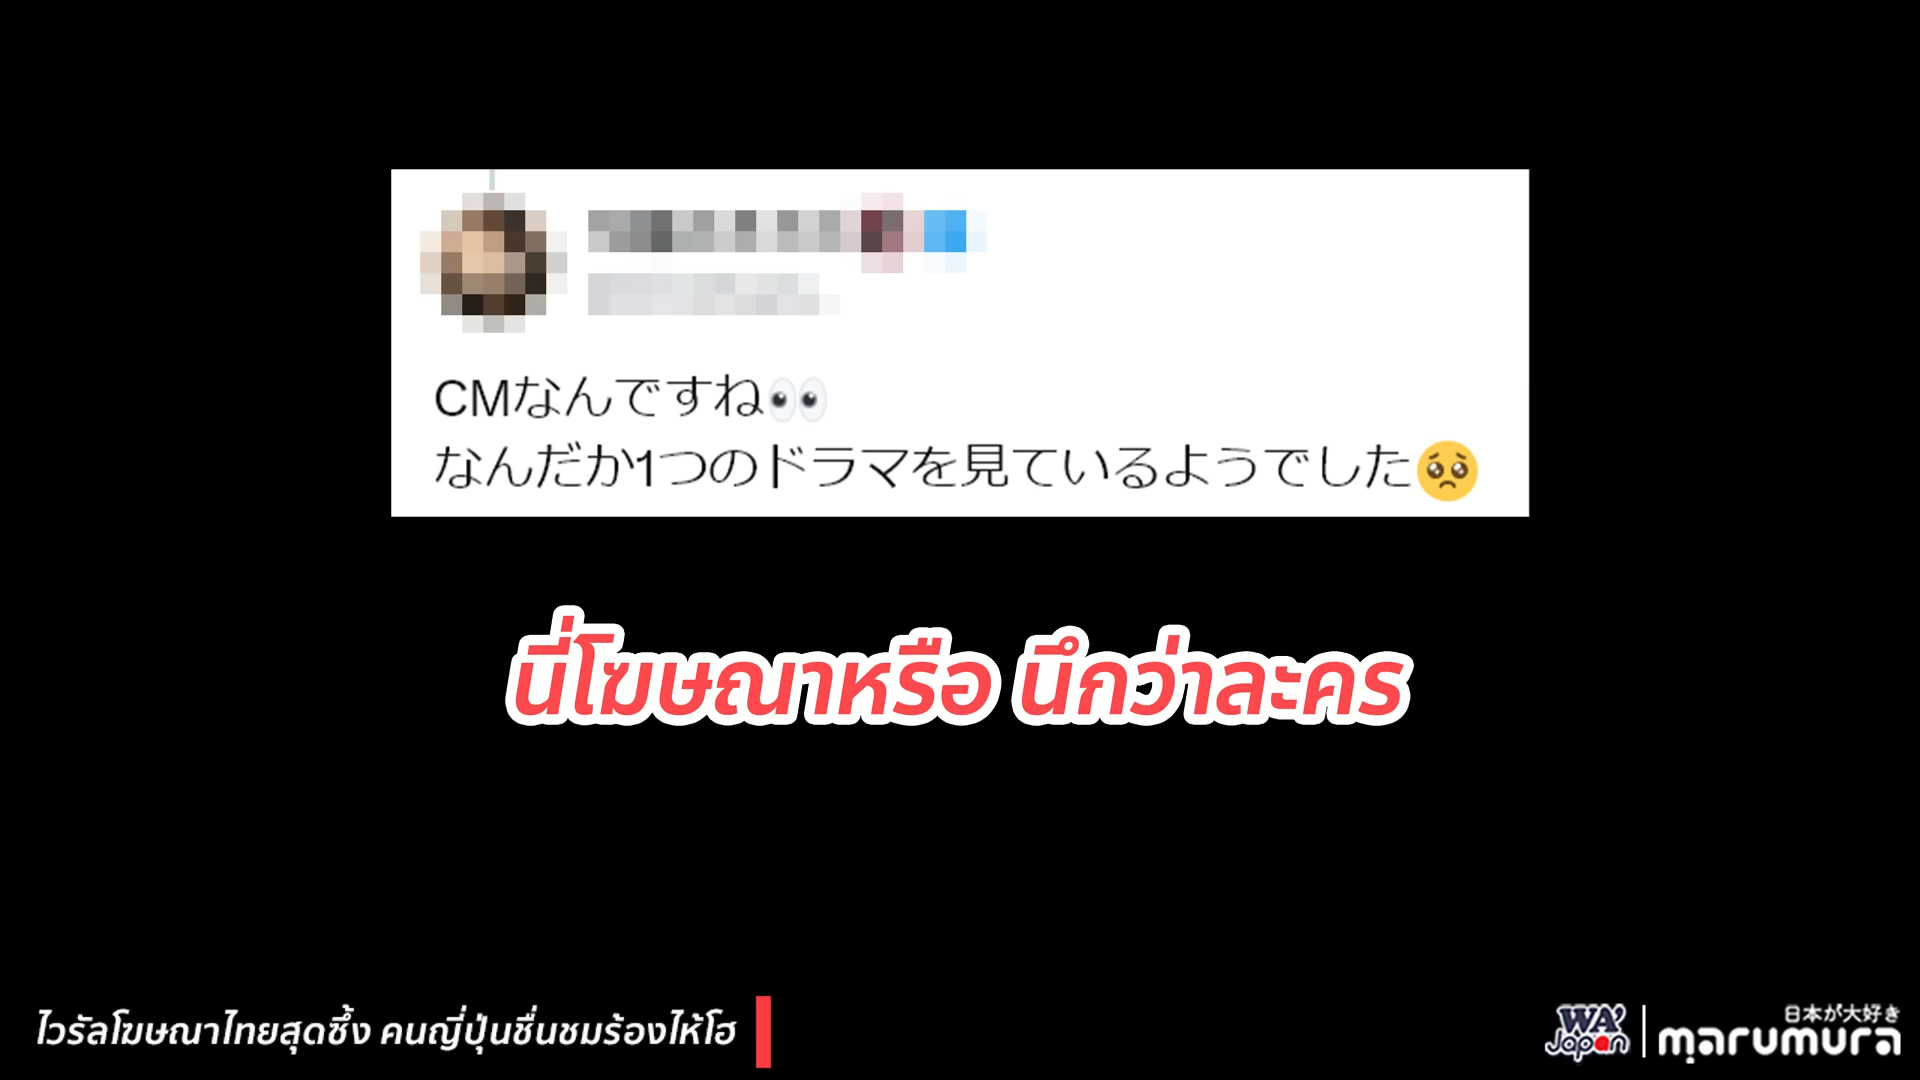 CMなんですね👀
なんだか1つのドラマを見ているようでした🥺
นี่โฆษณาหรือ นึกว่าละคร
ไวรัลโฆษณาไทยสุดซึ้ง คนญี่ปุ่นชื่นชมร้องไห้โฮ
WA Japan
日本が大好き
marumura